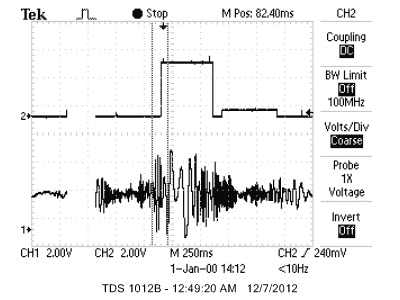 Tek Stop M Pos: 82.40ms CH2
Coupling
DC
BW Limit
Off
100MHz
Volts/Div
Coarse
Probe
1X
Voltage
Invert
Off
2
1
CH1 2.00V CH2 2.00V M 250ms CH2 240mV
1-Jan-00 14:12 <10Hz
TDS 1012B - 12:49:20 AM 12/7/2012